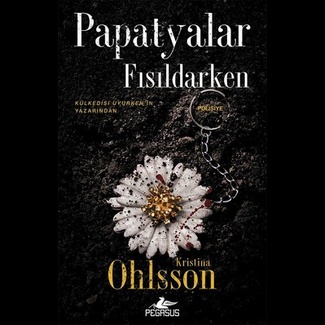 Papatyalar
Fısıldarken
KÜLKEDİSİ UYURKEN'İN
YAZARINDAN
POLİSİYE
Kristina
Ohlsson
PEGASUS